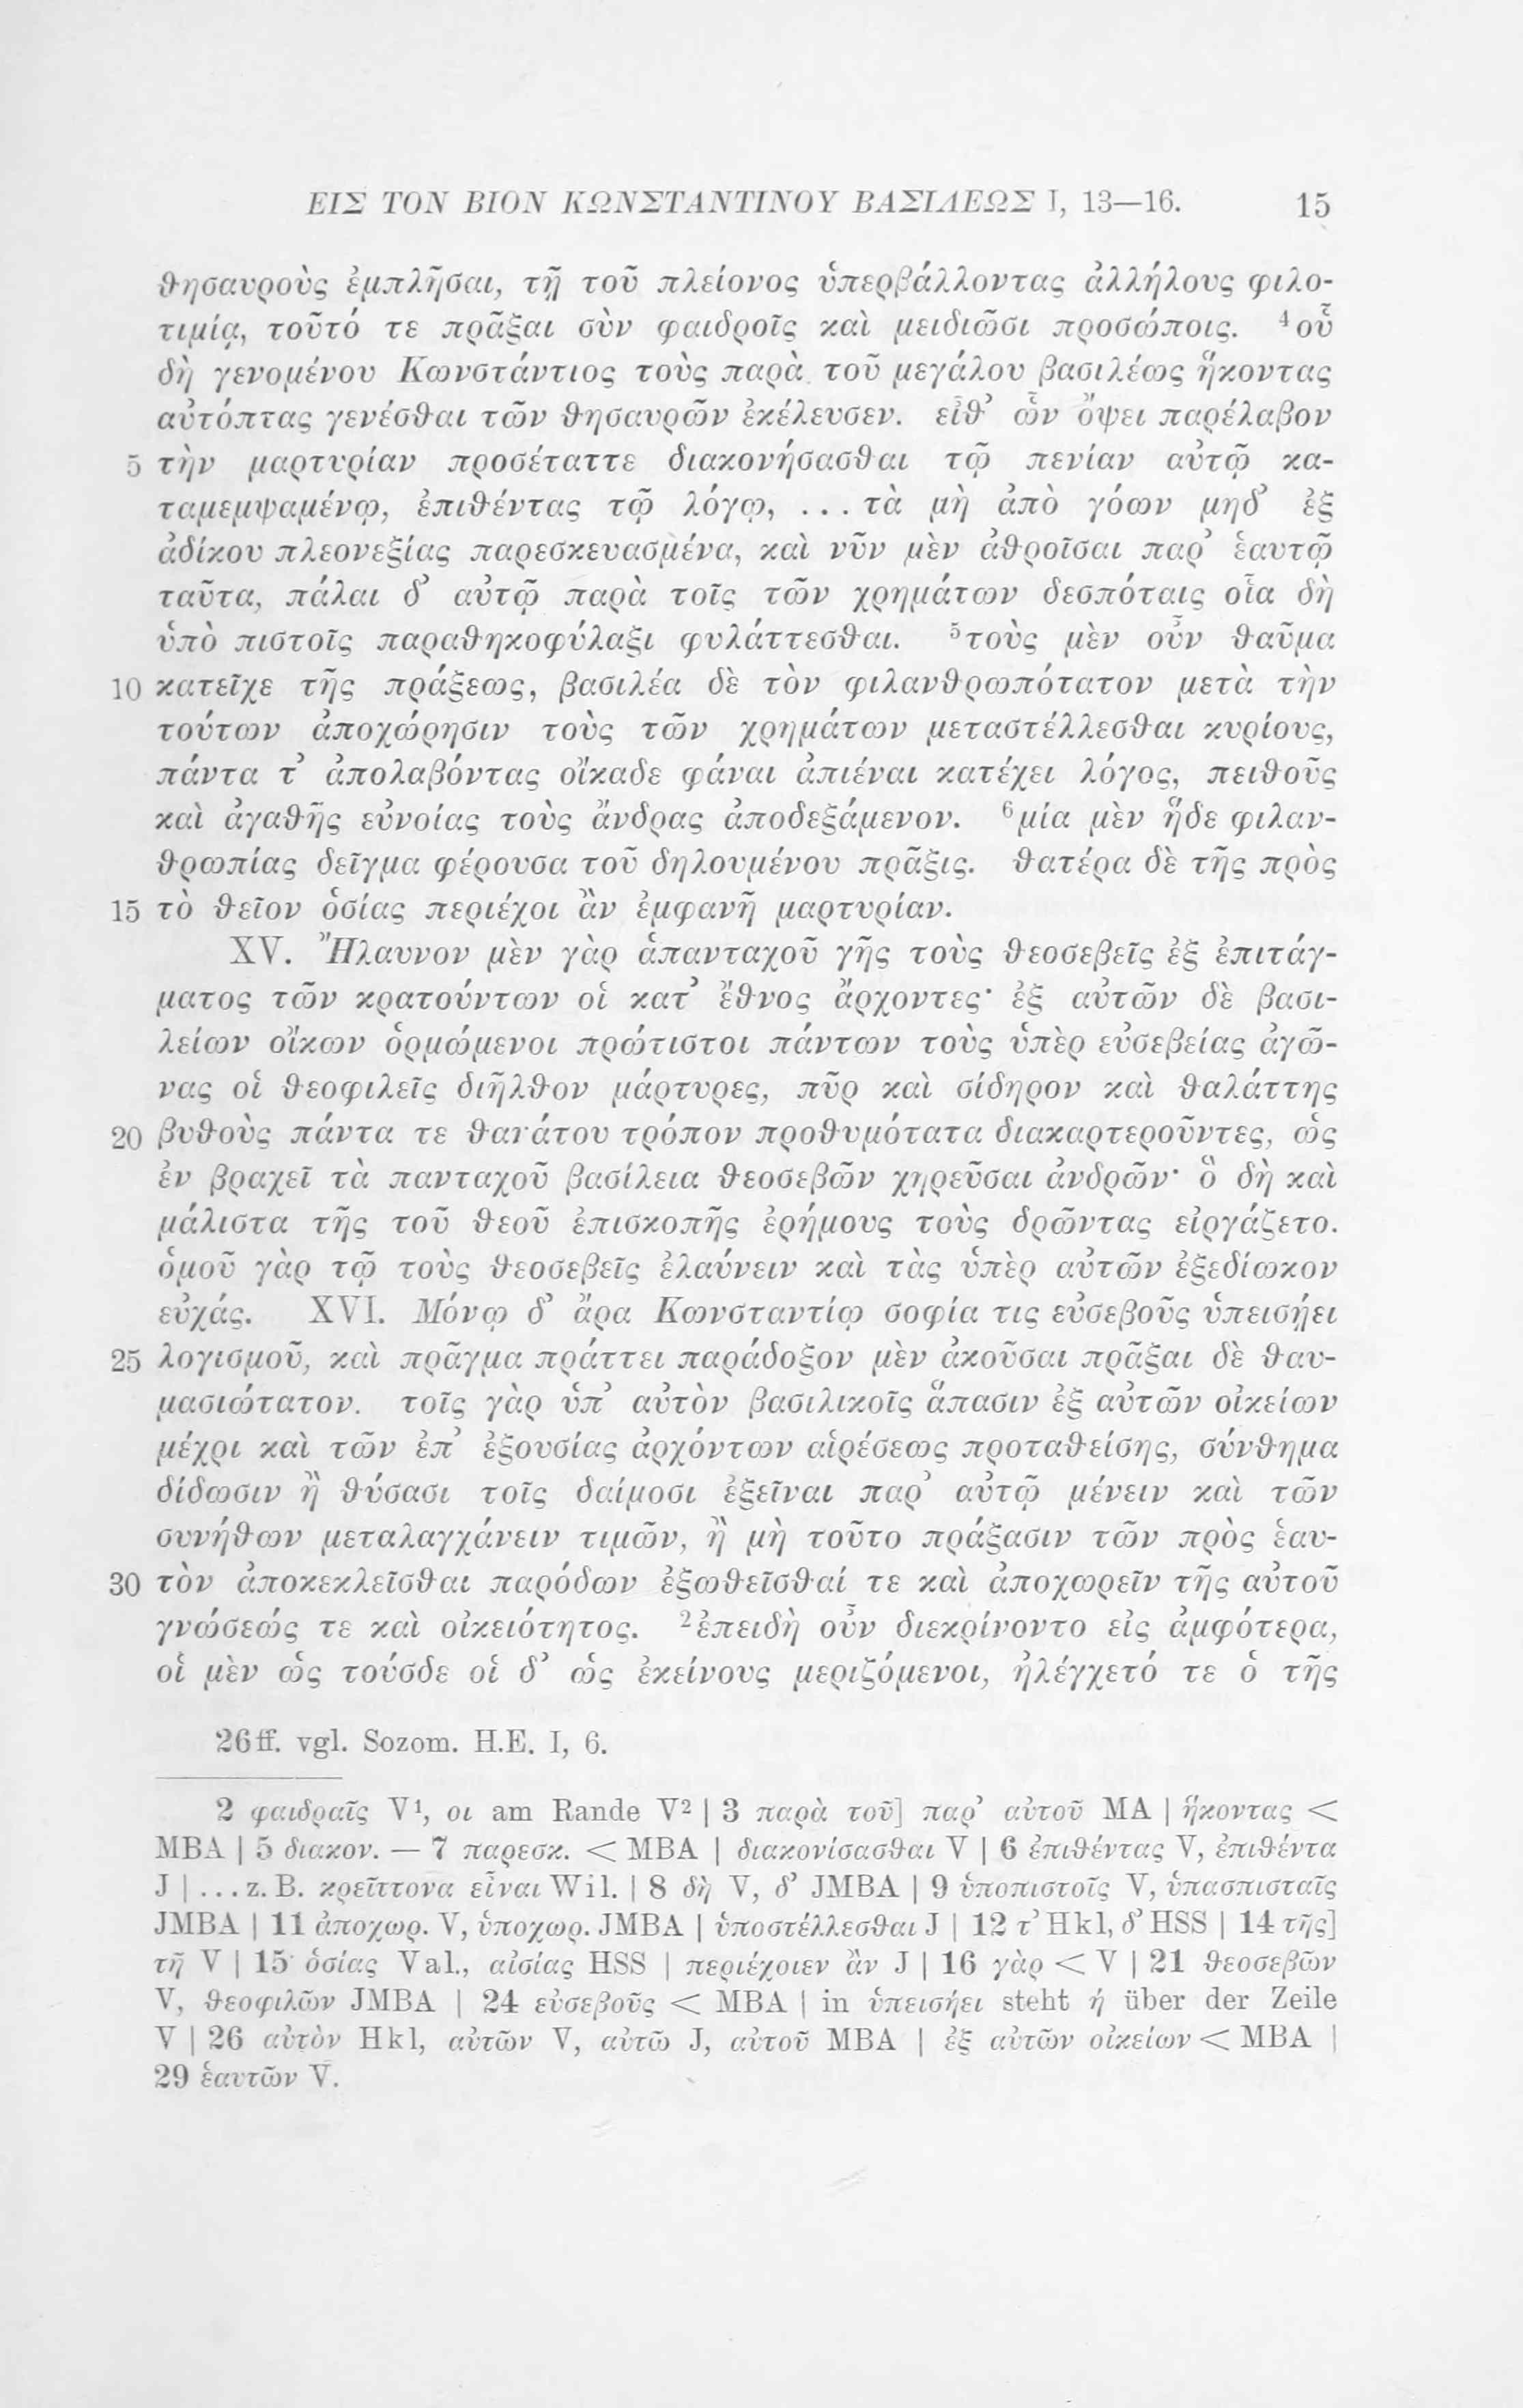 ΕΙΣ ΤΟΝ ΒΙΟΝ ΚΩΝΣΤΑΝΤΙΝΟΥ ΒΑΣΙΛΕΩΣ I, 13—16. 15
θησαυροὺς ἐμπλῆσαι, τῇ τοῦ πλείονος ὑπερβάλλοντας ἀλλήλους φιλο-
τιμίᾳ, τοῦτό τε πρᾶξαι σὺν φαιδροῖς καὶ μειδιῶσι προσώποις. ⁴οὗ
δὴ γενομένου Κωνστάντιος τοὺς παρὰ τοῦ μεγάλου βασιλέως ἥκοντας
αὐτόπτας γενέσθαι τῶν θησαυρῶν ἐκέλευσεν. εἶθ' ὧν ὄψει παρέλαβον
5 τὴν μαρτυρίαν προσέταττε διακονήσασθαι τῷ πενίαν αὐτῷ κα-
ταμεμψαμένῳ, ἐπιθέντας τῷ λόγῳ, ... τὰ μὴ ἀπὸ γόων μηδ' ἐξ
ἀδίκου πλεονεξίας παρεσκευασμένα, καὶ νῦν μὲν ἀθροῖσαι παρ' ἑαυτῷ
ταῦτα, πάλαι δ' αὐτῷ παρὰ τοῖς τῶν χρημάτων δεσπόταις οἷα δὴ
ὑπὸ πιστοῖς παραθηκοφύλαξι φυλάττεσθαι. ⁵τοὺς μὲν οὖν θαῦμα
10 κατεῖχε τῆς πράξεως, βασιλέα δὲ τὸν φιλανθρωπότατον μετὰ τὴν
τούτων ἀποχώρησιν τοὺς τῶν χρημάτων μεταστέλλεσθαι κυρίους,
πάντα τ' ἀπολαβόντας οἴκαδε φάναι ἀπιέναι κατέχει λόγος, πειθοῦς
καὶ ἀγαθῆς εὐνοίας τοὺς ἄνδρας ἀποδεξάμενον. ⁶μία μὲν ἥδε φιλαν-
θρωπίας δεῖγμα φέρουσα τοῦ δηλουμένου πρᾶξις. θατέρα δὲ τῆς πρὸς
15 τὸ θεῖον ὁσίας περιέχοι ἂν ἐμφανῆ μαρτυρίαν.
XV. Ἤλαυνον μὲν γὰρ ἁπανταχοῦ γῆς τοὺς θεοσεβεῖς ἐξ ἐπιτάγ-
ματος τῶν κρατούντων οἱ κατ' ἔθνος ἄρχοντες· ἐξ αὐτῶν δὲ βασι-
λείων οἴκων ὁρμώμενοι πρώτιστοι πάντων τοὺς ὑπὲρ εὐσεβείας ἀγῶ-
νας οἱ θεοφιλεῖς διῆλθον μάρτυρες, πῦρ καὶ σίδηρον καὶ θαλάττης
20 βυθοὺς πάντα τε θανάτου τρόπον προθυμότατα διακαρτεροῦντες, ὡς
ἐν βραχεῖ τὰ πανταχοῦ βασίλεια θεοσεβῶν χηρεῦσαι ἀνδρῶν· ὃ δὴ καὶ
μάλιστα τῆς τοῦ θεοῦ ἐπισκοπῆς ἐρήμους τοὺς δρῶντας εἰργάζετο.
ὁμοῦ γὰρ τῷ τοὺς θεοσεβεῖς ἐλαύνειν καὶ τὰς ὑπὲρ αὐτῶν ἐξεδίωκον
εὐχάς. XVI. Μόνῳ δ' ἄρα Κωνσταντίῳ σοφία τις εὐσεβοῦς ὑπεισῄει
25 λογισμοῦ, καὶ πρᾶγμα πράττει παράδοξον μὲν ἀκοῦσαι πρᾶξαι δὲ θαυ-
μασιώτατον. τοῖς γὰρ ὑπ' αὐτὸν βασιλικοῖς ἅπασιν ἐξ αὐτῶν οἰκείων
μέχρι καὶ τῶν ἐπ' ἐξουσίας ἀρχόντων αἱρέσεως προταθείσης, σύνθημα
δίδωσιν ἢ θύσασι τοῖς δαίμοσι ἐξεῖναι παρ' αὐτῷ μένειν καὶ τῶν
συνήθων μεταλαγχάνειν τιμῶν, ἢ μὴ τοῦτο πράξασιν τῶν πρὸς ἑαυ-
30 τὸν ἀποκεκλεῖσθαι παρόδων ἐξωθεῖσθαί τε καὶ ἀποχωρεῖν τῆς αὐτοῦ
γνώσεώς τε καὶ οἰκειότητος. ²ἐπειδὴ οὖν διεκρίνοντο εἰς ἀμφότερα,
οἱ μὲν ὡς τούσδε οἱ δ' ὡς ἐκείνους μεριζόμενοι, ἠλέγχετό τε ὁ τῆς
26 ff. vgl. Sozom. H.E. I, 6.
2 φαιδραῖς V¹, οι am Rande V² | 3 παρὰ τοῦ] παρ' αὐτοῦ MA | ἥκοντας <
MBA | 5 διακον. — 7 παρεσκ. < MBA | διακονίσασθαι V | 6 ἐπιθέντας V, ἐπιθέντα
J | ... z. B. κρεῖττονα εἶναι Wil. | 8 δὴ V, δ' JMBA | 9 ὑποπιστοῖς V, ὑπασπισταῖς
JMBA | 11 ἀποχωρ. V, ὑποχωρ. JMBA | ὑποστέλλεσθαι J | 12 τ' Hkl, δ' HSS | 14 τῆς]
τῆ V | 15 ὁσίας Val., αἰσίας HSS | περιέχοιεν ἂν J | 16 γὰρ < V | 21 θεοσεβῶν
V, θεοφιλῶν JMBA | 24 εὐσεβοῦς < MBA | in ὑπεισήει steht ή über der Zeile
V | 26 αὐτὸν Hkl, αὐτῶν V, αὐτῶ J, αὐτοῦ MBA | ἐξ αὐτῶν οἰκείων < MBA |
29 ἑαυτῶν V.